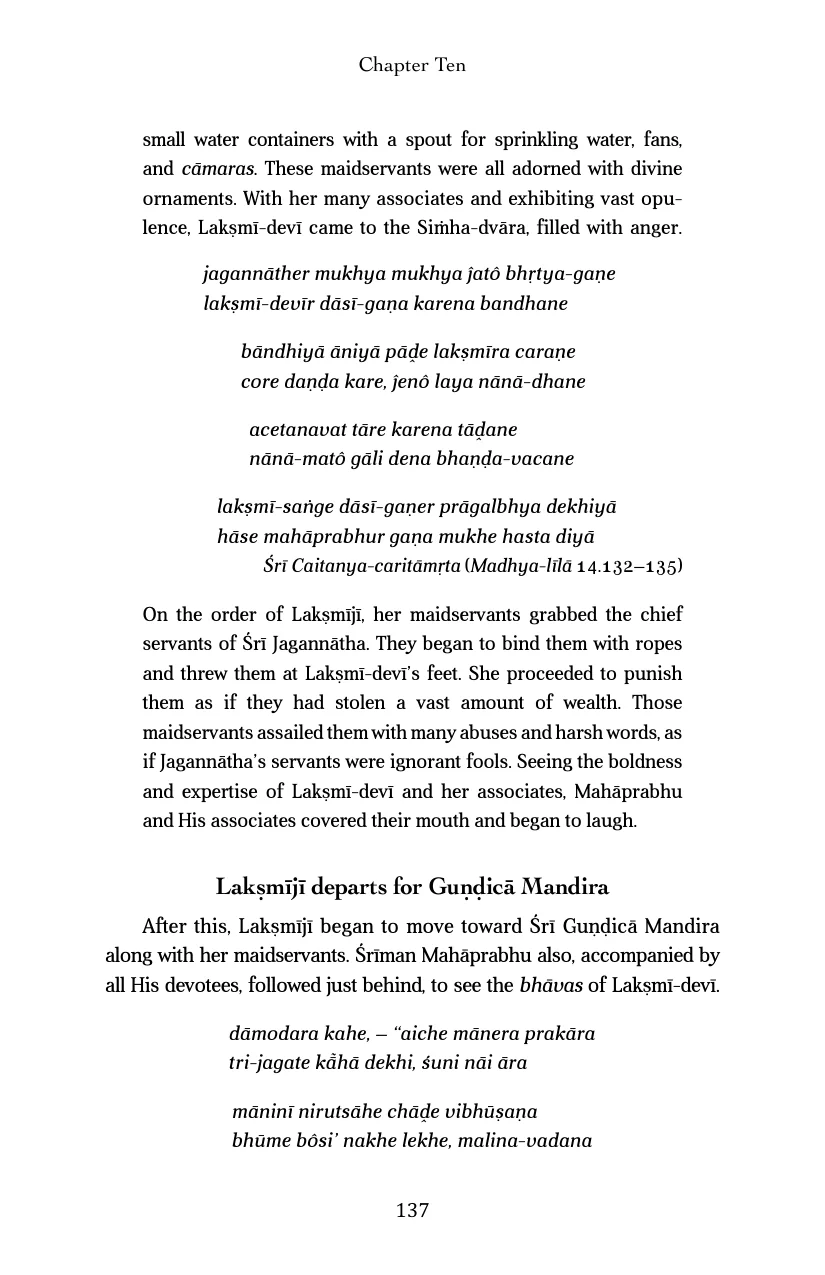 Chapter Ten
small water containers with a spout for sprinkling water, fans,
and cāmaras. These maidservants were all adorned with divine
ornaments. With her many associates and exhibiting vast opu-
lence, Lakṣmī-devī came to the Siṁha-dvāra, filled with anger.
jagannāther mukhya mukhya ĵatô bhṛtya-gaṇe
lakṣmī-devīr dāsī-gaṇa karena bandhane
bāndhiyā āniyā pāḓe lakṣmīra caraṇe
core daṇḍa kare, ĵenô laya nānā-dhane
acetanavat tāre karena tāḓane
nānā-matô gāli dena bhaṇḍa-vacane
lakṣmī-saṅge dāsī-gaṇer prāgalbhya dekhiyā
hāse mahāprabhur gaṇa mukhe hasta diyā
Śrī Caitanya-caritāmṛta (Madhya-līlā 14.132–135)
On the order of Lakṣmījī, her maidservants grabbed the chief
servants of Śrī Jagannātha. They began to bind them with ropes
and threw them at Lakṣmī-devī’s feet. She proceeded to punish
them as if they had stolen a vast amount of wealth. Those
maidservants assailed them with many abuses and harsh words, as
if Jagannātha’s servants were ignorant fools. Seeing the boldness
and expertise of Lakṣmī-devī and her associates, Mahāprabhu
and His associates covered their mouth and began to laugh.
Lakṣmījī departs for Guṇḍicā Mandira
After this, Lakṣmījī began to move toward Śrī Guṇḍicā Mandira
along with her maidservants. Śrīman Mahāprabhu also, accompanied by
all His devotees, followed just behind, to see the bhāvas of Lakṣmī-devī.
dāmodara kahe, – “aiche mānera prakāra
tri-jagate kā̐hā dekhi, śuni nāi āra
māninī nirutsāhe chāḓe vibhūṣaṇa
bhūme bôsi’ nakhe lekhe, malina-vadana
137